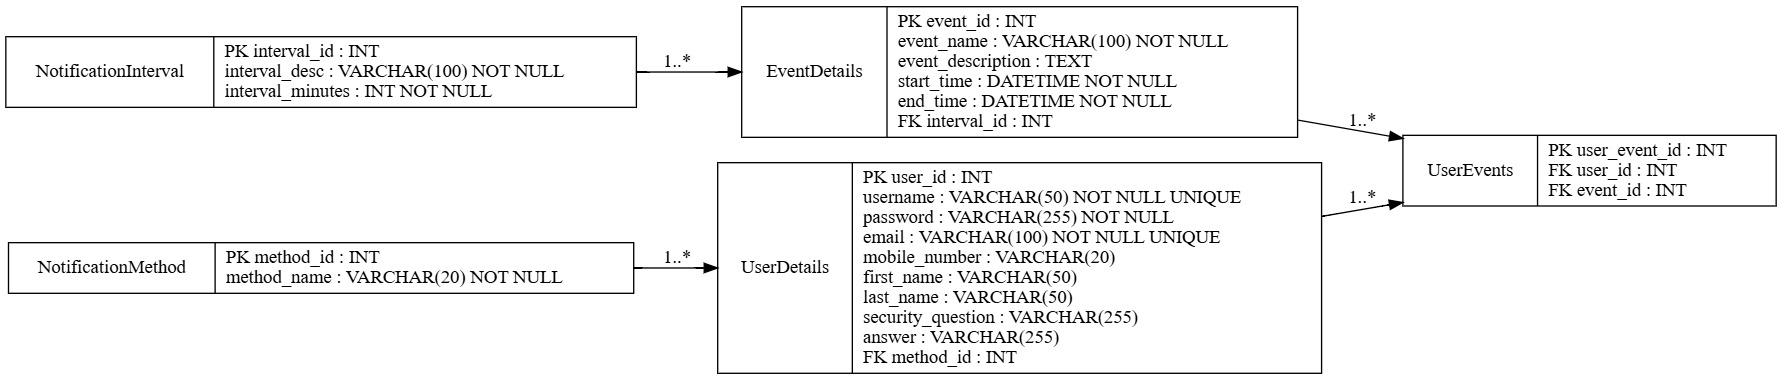 NotificationInterval
PK interval_id : INT
interval_desc : VARCHAR(100) NOT NULL
interval_minutes : INT NOT NULL
1..*
EventDetails
PK event_id : INT
event_name : VARCHAR(100) NOT NULL
event_description : TEXT
start_time : DATETIME NOT NULL
end_time : DATETIME NOT NULL
FK interval_id : INT
1..*
NotificationMethod
PK method_id : INT
method_name : VARCHAR(20) NOT NULL
1..*
UserDetails
PK user_id : INT
username : VARCHAR(50) NOT NULL UNIQUE
password : VARCHAR(255) NOT NULL
email : VARCHAR(100) NOT NULL UNIQUE
mobile_number : VARCHAR(20)
first_name : VARCHAR(50)
last_name : VARCHAR(50)
security_question : VARCHAR(255)
answer : VARCHAR(255)
FK method_id : INT
1..*
UserEvents
PK user_event_id : INT
FK user_id : INT
FK event_id : INT